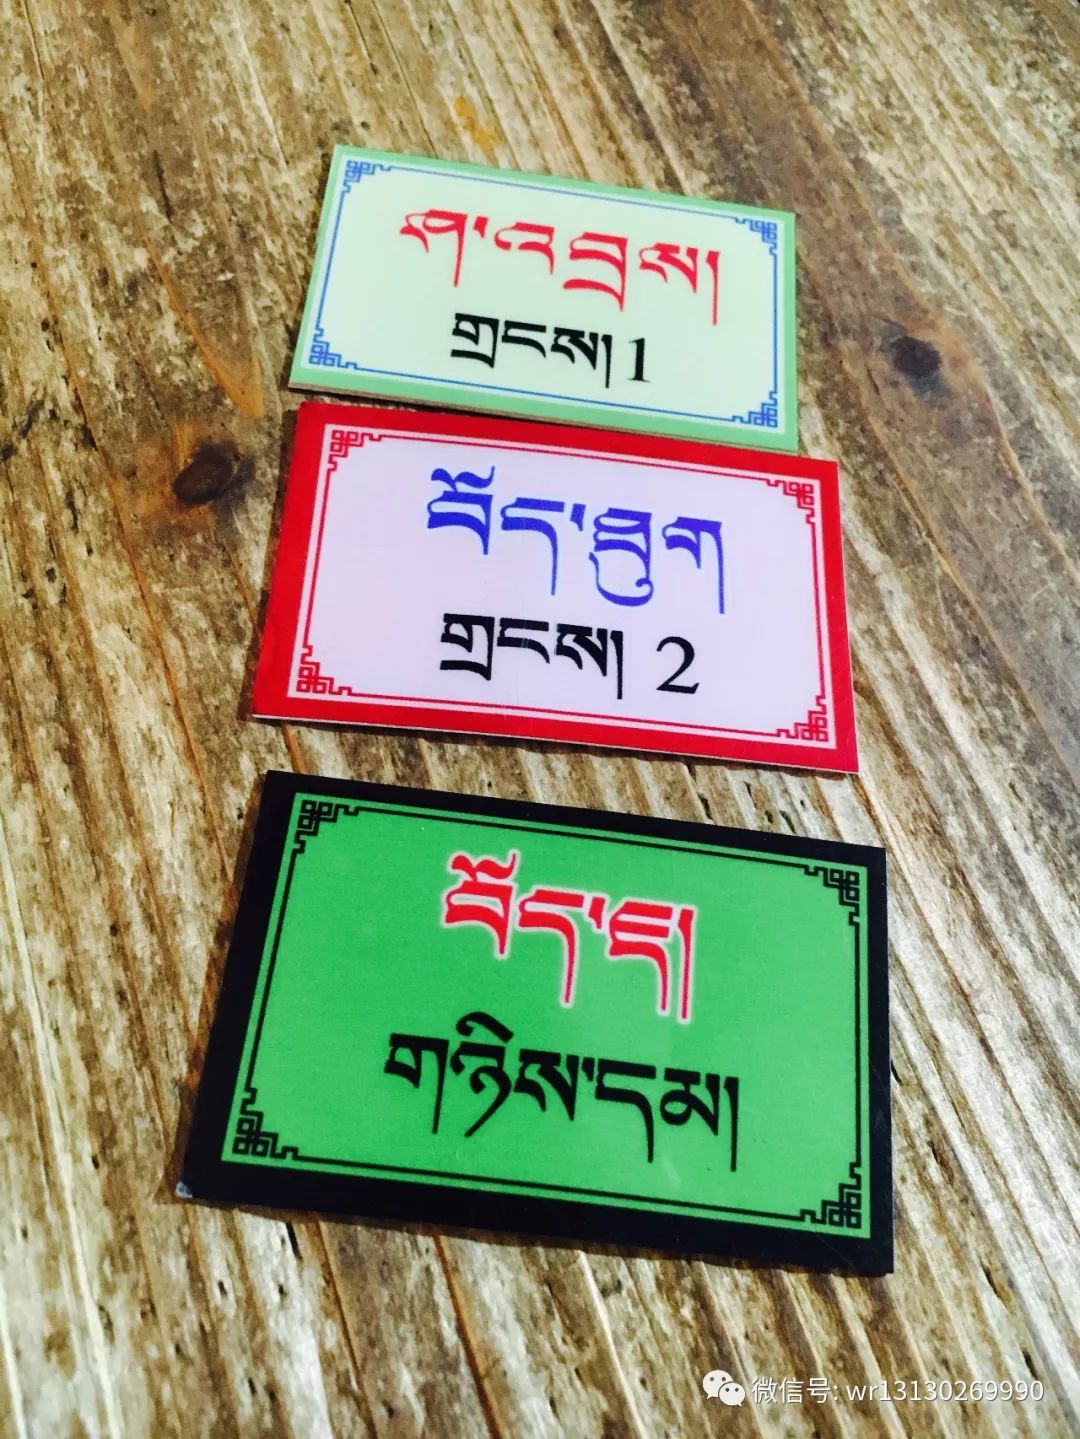 ཤ་འབྲས།
གྲངས། 1
བོད་ཐུག
གྲངས། 2
བོད་ཇ།
གཉིས་དམ།
微信号: wr13130269990